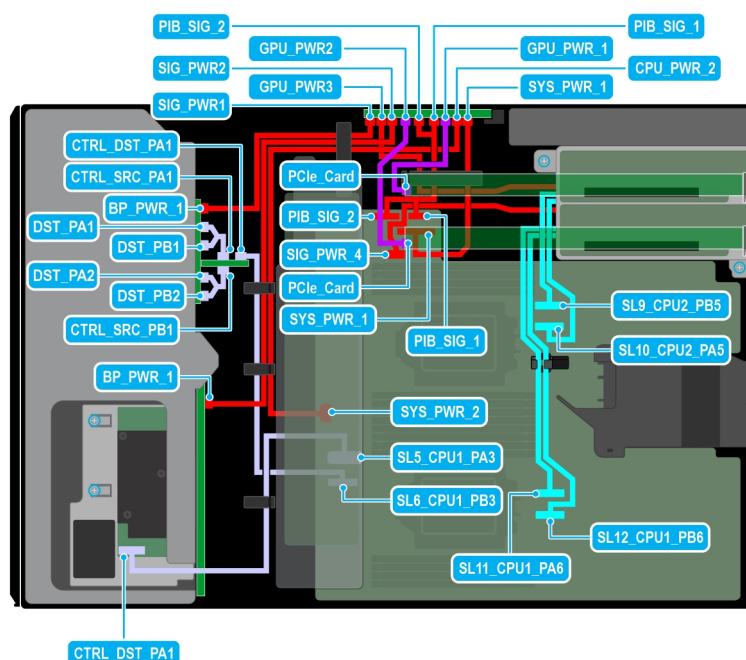 PIB_SIG_2
PIB_SIG_1
GPU_PWR2
GPU_PWR_1
SIG_PWR2
CPU_PWR_2
GPU_PWR3
SYS_PWR_1
SIG_PWR1
CTRL_DST_PA1
CTRL_SRC_PA1
PCIe_Card
BP_PWR_1
DST_PA1
PIB_SIG_2
DST_PB1
SIG_PWR_4
DST_PA2
PCIe_Card
DST_PB2
SL9_CPU2_PB5
SYS_PWR_1
CTRL_SRC_PB1
PIB_SIG_1
SL10_CPU2_PA5
BP_PWR_1
SYS_PWR_2
SL5_CPU1_PA3
SL6_CPU1_PB3
SL12_CPU1_PB6
SL11_CPU1_PA6
CTRL_DST_PA1